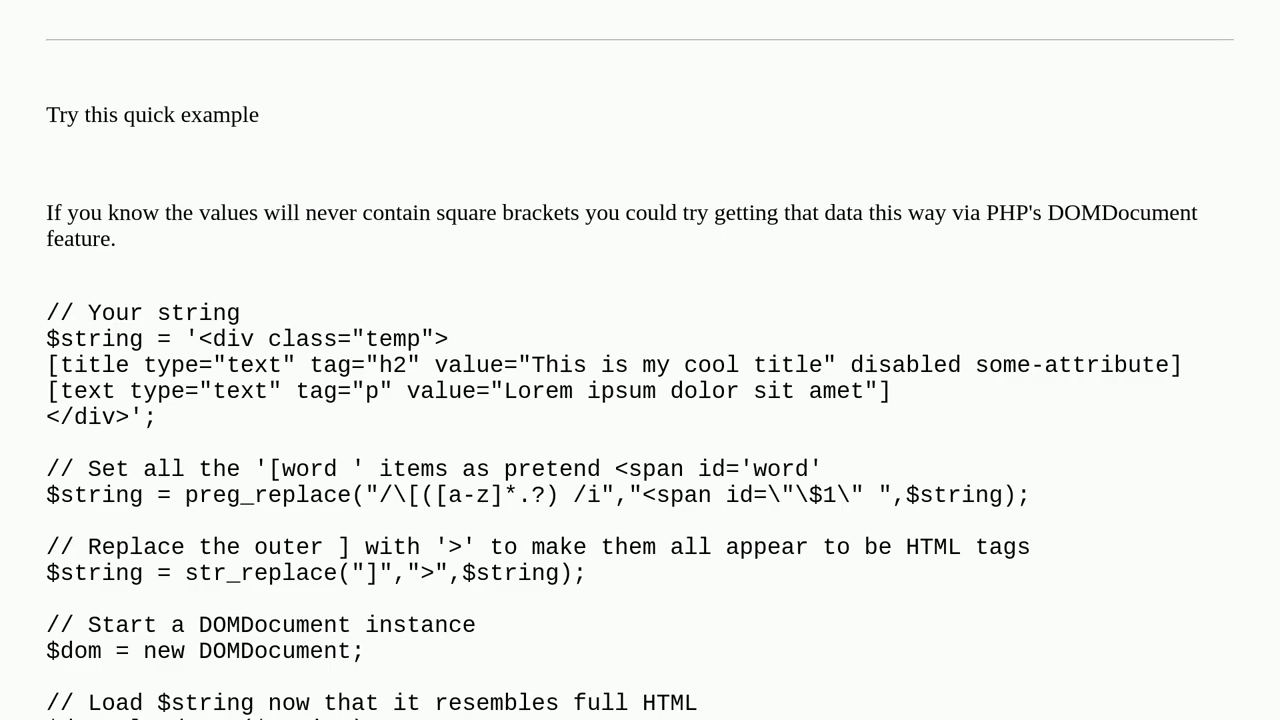 Try this quick example
If you know the values will never contain square brackets you could try getting that data this way via PHP's DOMDocument
feature.
// Your string
$string = '<div class="temp">
[title type="text" tag="h2" value="This is my cool title" disabled some-attribute]
[text type="text" tag="p" value="Lorem ipsum dolor sit amet"]
</div>';
// Set all the '[word ' items as pretend <span id='word'
$string = preg_replace("/\[([a-z]*.?) /i","<span id=\"\$1\" ",$string);
// Replace the outer ] with '>' to make them all appear to be HTML tags
$string = str_replace("]",">",$string);
// Start a DOMDocument instance
$dom = new DOMDocument;
// Load $string now that it resembles full HTML